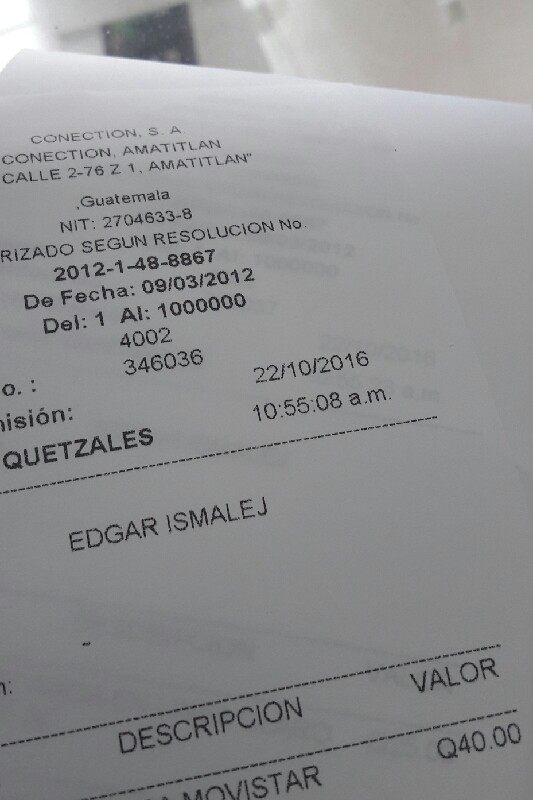 CONECTION, S. A.
CONECTION, AMATITLAN
CALLE 2-76 Z 1, AMATITLAN"
,Guatemala
NIT: 2704633-8
RIZADO SEGUN RESOLUCION No.
2012-1-48-8867
De Fecha: 09/03/2012
Del: 1 Al: 1000000
4002
o. : 346036
22/10/2016
nisión: 10:55:08 a.m.
QUETZALES
EDGAR ISMALEJ
-
n:
DESCRIPCION VALOR
A MOVISTAR Q40.00